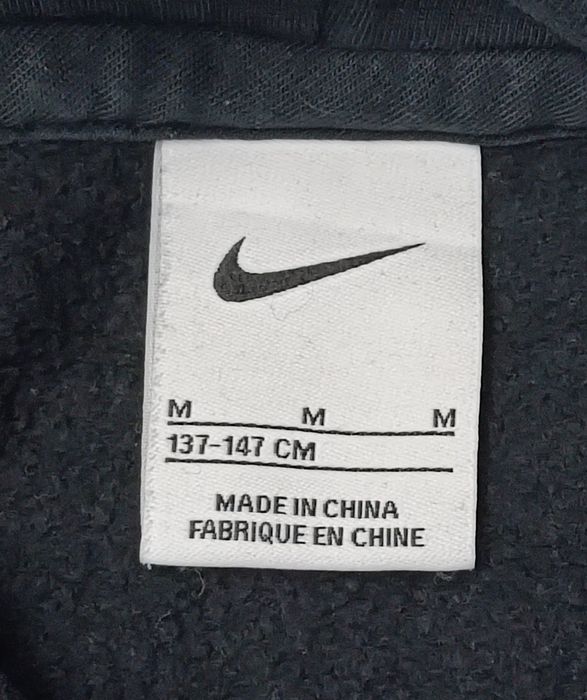 M M M
137-147 CM
MADE IN CHINA
FABRIQUE EN CHINE